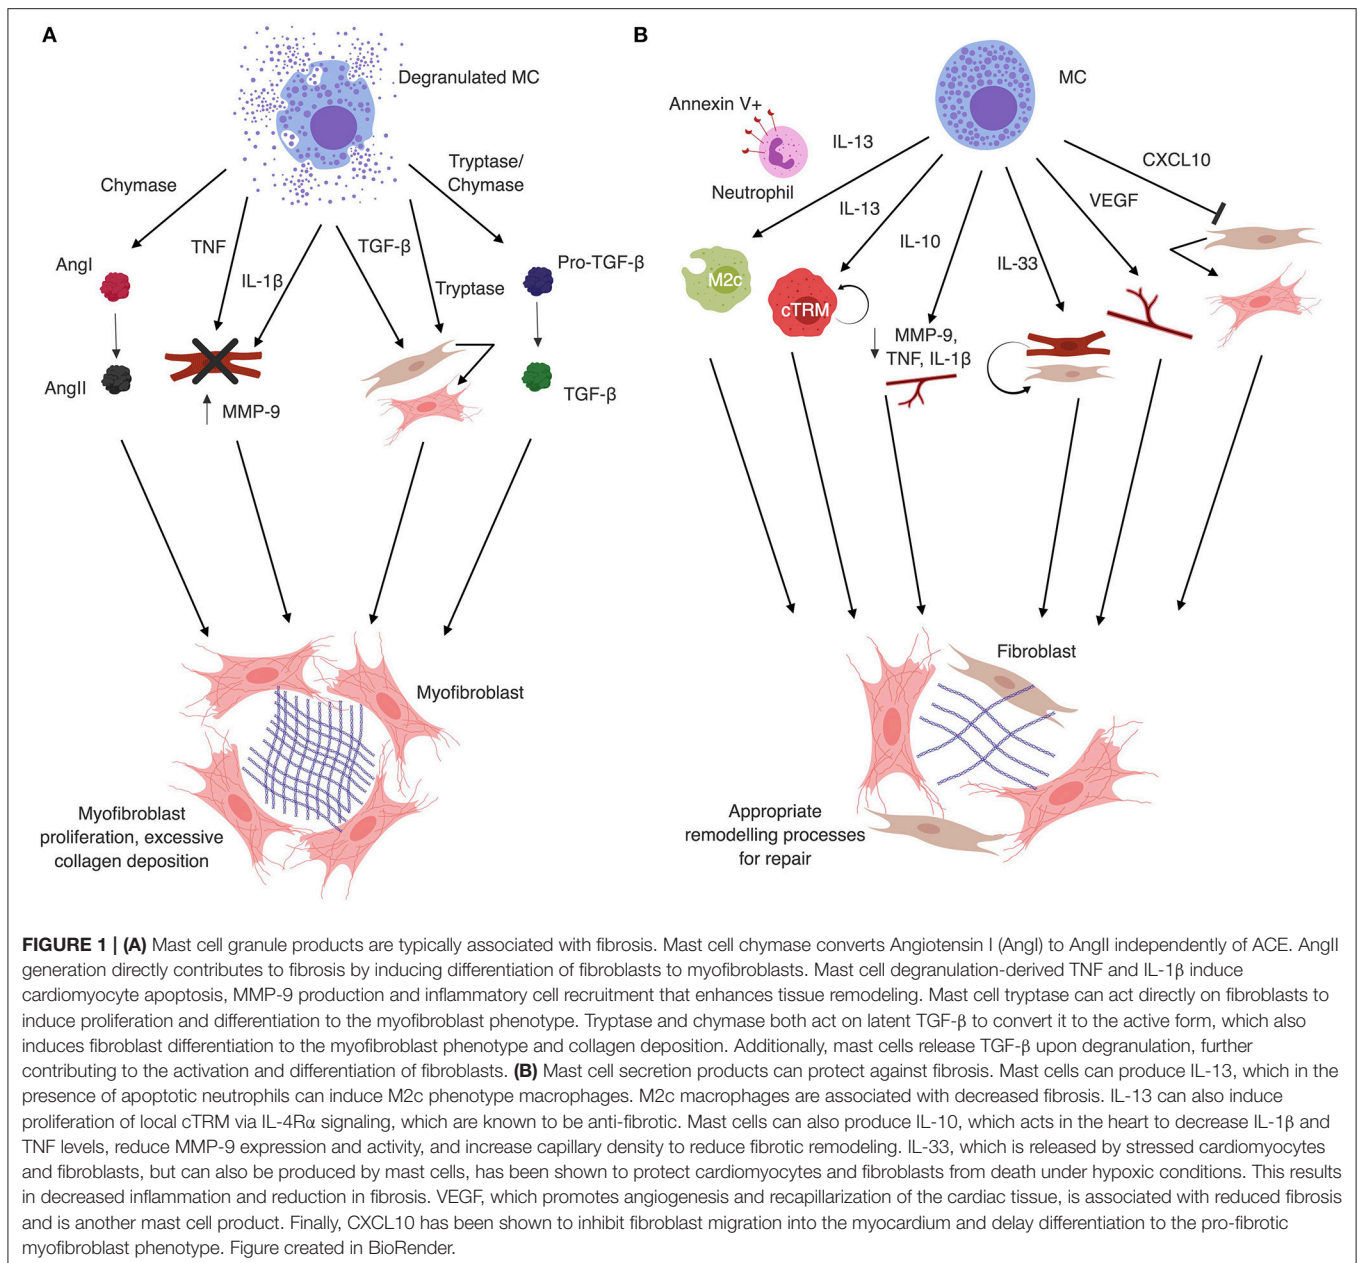 A
Degranulated MC
Chymase
Tryptase/
Chymase
TNF
TGF-β
IL-1β
Tryptase
AngI
Pro-TGF-β
AngII
MMP-9
TGF-β
Myofibroblast
Myofibroblast
proliferation, excessive
collagen deposition
B
MC
Annexin V+
Neutrophil
IL-13
CXCL10
IL-13
VEGF
IL-10
IL-33
M2c
cTRM
MMP-9,
TNF, IL-1β
Fibroblast
Appropriate
remodelling processes
for repair
FIGURE 1 | (A) Mast cell granule products are typically associated with fibrosis. Mast cell chymase converts Angiotensin I (AngI) to AngII independently of ACE. AngII
generation directly contributes to fibrosis by inducing differentiation of fibroblasts to myofibroblasts. Mast cell degranulation-derived TNF and IL-1β induce
cardiomyocyte apoptosis, MMP-9 production and inflammatory cell recruitment that enhances tissue remodeling. Mast cell tryptase can act directly on fibroblasts to
induce proliferation and differentiation to the myofibroblast phenotype. Tryptase and chymase both act on latent TGF-β to convert it to the active form, which also
induces fibroblast differentiation to the myofibroblast phenotype and collagen deposition. Additionally, mast cells release TGF-β upon degranulation, further
contributing to the activation and differentiation of fibroblasts. (B) Mast cell secretion products can protect against fibrosis. Mast cells can produce IL-13, which in the
presence of apoptotic neutrophils can induce M2c phenotype macrophages. M2c macrophages are associated with decreased fibrosis. IL-13 can also induce
proliferation of local cTRM via IL-4Rα signaling, which are known to be anti-fibrotic. Mast cells can also produce IL-10, which acts in the heart to decrease IL-1β and
TNF levels, reduce MMP-9 expression and activity, and increase capillary density to reduce fibrotic remodeling. IL-33, which is released by stressed cardiomyocytes
and fibroblasts, but can also be produced by mast cells, has been shown to protect cardiomyocytes and fibroblasts from death under hypoxic conditions. This results
in decreased inflammation and reduction in fibrosis. VEGF, which promotes angiogenesis and recapillarization of the cardiac tissue, is associated with reduced fibrosis
and is another mast cell product. Finally, CXCL10 has been shown to inhibit fibroblast migration into the myocardium and delay differentiation to the pro-fibrotic
myofibroblast phenotype. Figure created in BioRender.